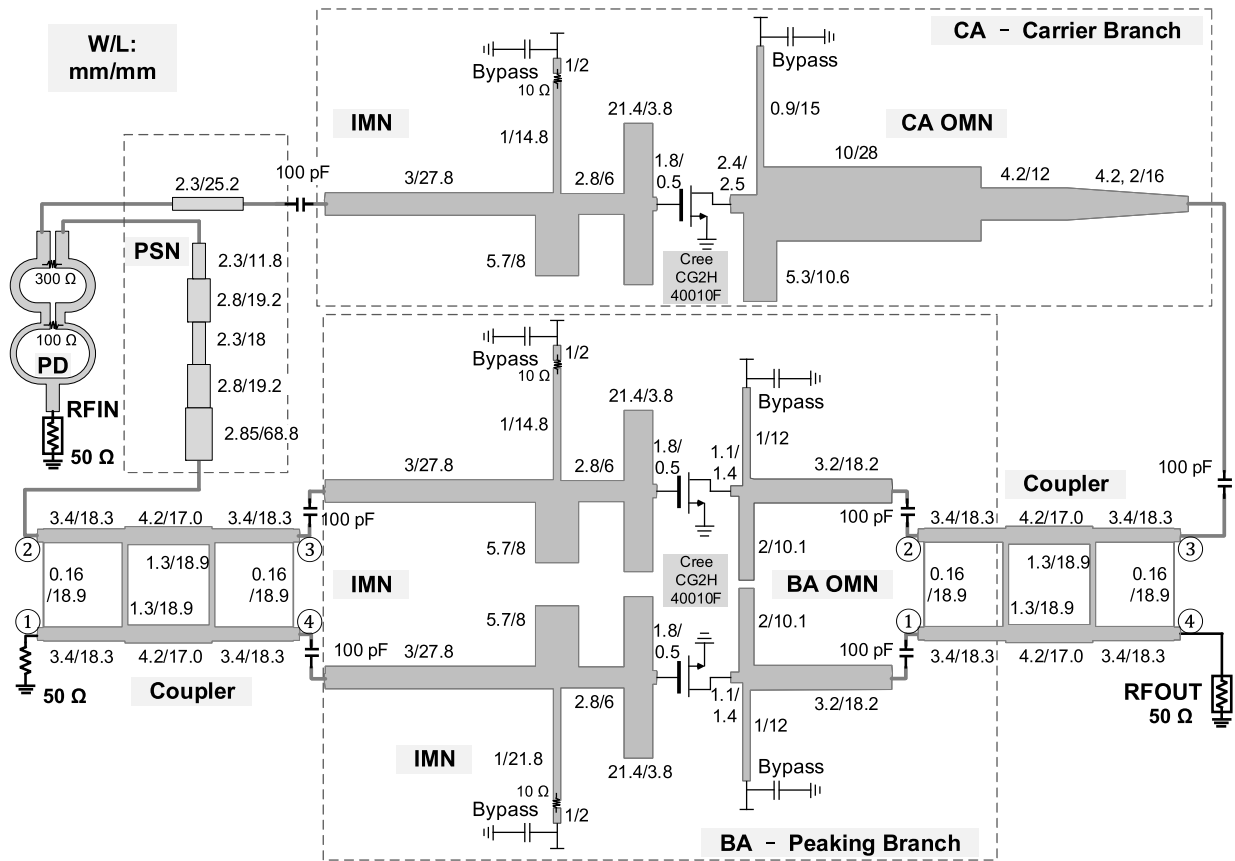 W/L:
mm/mm
CA – Carrier Branch
Bypass
1/2
10 Ω
Bypass
IMN
1/14.8
21.4/3.8
0.9/15
CA OMN
100 pF
2.3/25.2
3/27.8
2.8/6
1.8/
0.5
2.4/
2.5
10/28
4.2/12
4.2, 2/16
PSN
2.3/11.8
300 Ω
5.7/8
Cree
CG2H
40010F
5.3/10.6
2.8/19.2
100 Ω
PD
2.3/18
2.8/19.2
RFIN
50 Ω
2.85/68.8
Bypass
1/2
10 Ω
Bypass
1/14.8
21.4/3.8
1/12
3/27.8
2.8/6
1.8/
0.5
1.1/
1.4
3.2/18.2
100 pF
Coupler
100 pF
100 pF
3.4/18.3
4.2/17.0
3.4/18.3
2
3
0.16
/18.9
1.3/18.9
1.3/18.9
0.16
/18.9
1
4
3.4/18.3
4.2/17.0
3.4/18.3
50 Ω
Coupler
5.7/8
IMN
Cree
CG2H
40010F
2/10.1
BA OMN
2/10.1
3.4/18.3
4.2/17.0
3.4/18.3
2
3
0.16
/18.9
1.3/18.9
1.3/18.9
0.16
/18.9
1
4
3.4/18.3
4.2/17.0
3.4/18.3
RFOUT
50 Ω
100 pF
5.7/8
3/27.8
2.8/6
1.8/
0.5
1.1/
1.4
100 pF
3.2/18.2
IMN
1/21.8
21.4/3.8
1/12
10 Ω
Bypass
1/2
Bypass
BA – Peaking Branch